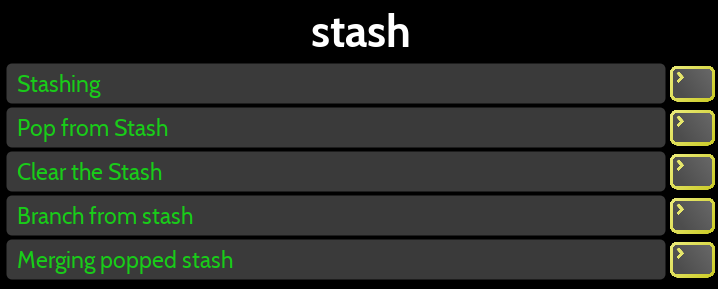 stash
Stashing
Pop from Stash
Clear the Stash
Branch from stash
Merging popped stash